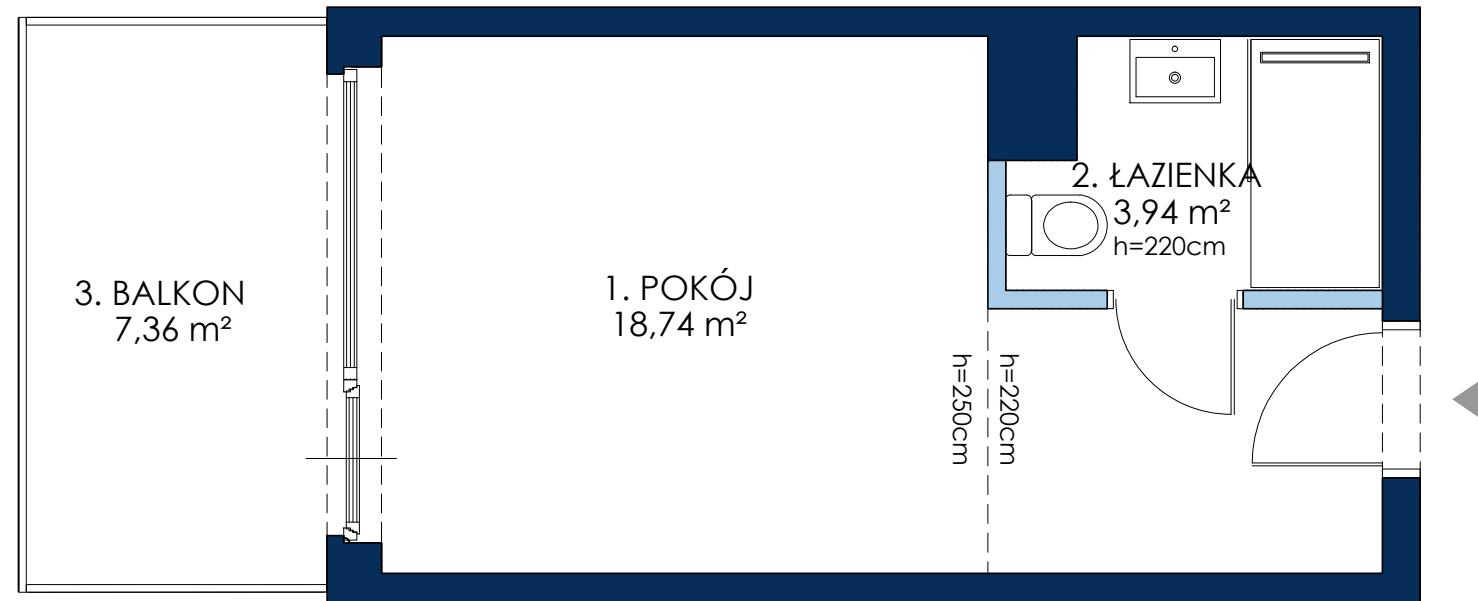 3. BALKON
7,36 m²
1. POKÓJ
18,74 m²
h=250cm
h=220cm
2. ŁAZIENKA
3,94 m²
h=220cm